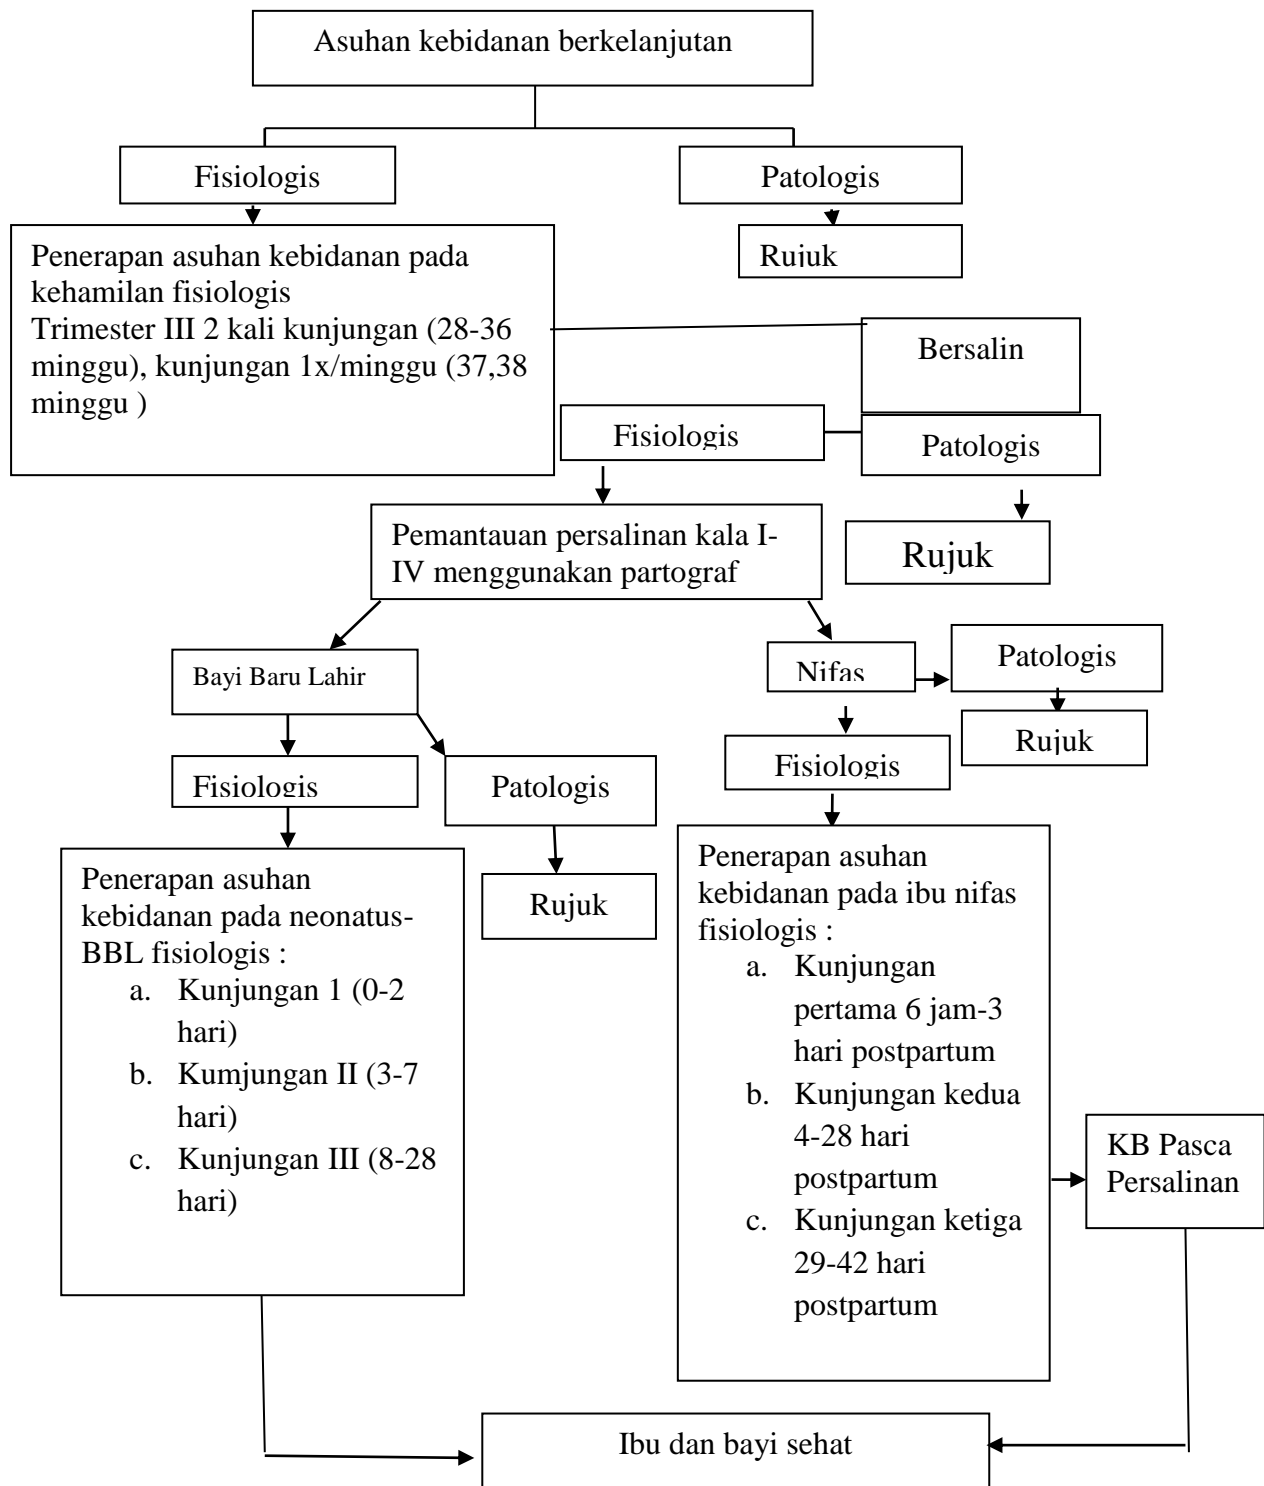 Asuhan kebidanan berkelanjutan
Fisiologis
Patologis
Rujuk
Penerapan asuhan kebidanan pada
kehamilan fisiologis
Trimester III 2 kali kunjungan (28-36
minggu), kunjungan 1x/minggu (37,38
minggu )
Bersalin
Fisiologis
Patologis
Rujuk
Pemantauan persalinan kala I-
IV menggunakan partograf
Bayi Baru Lahir
Nifas
Patologis
Rujuk
Fisiologis
Fisiologis
Patologis
Rujuk
Penerapan asuhan
kebidanan pada neonatus-
BBL fisiologis :
a. Kunjungan 1 (0-2
hari)
b. Kumjungan II (3-7
hari)
c. Kunjungan III (8-28
hari)
Penerapan asuhan
kebidanan pada ibu nifas
fisiologis :
a. Kunjungan
pertama 6 jam-3
hari postpartum
b. Kunjungan kedua
4-28 hari
postpartum
c. Kunjungan ketiga
29-42 hari
postpartum
KB Pasca
Persalinan
Ibu dan bayi sehat